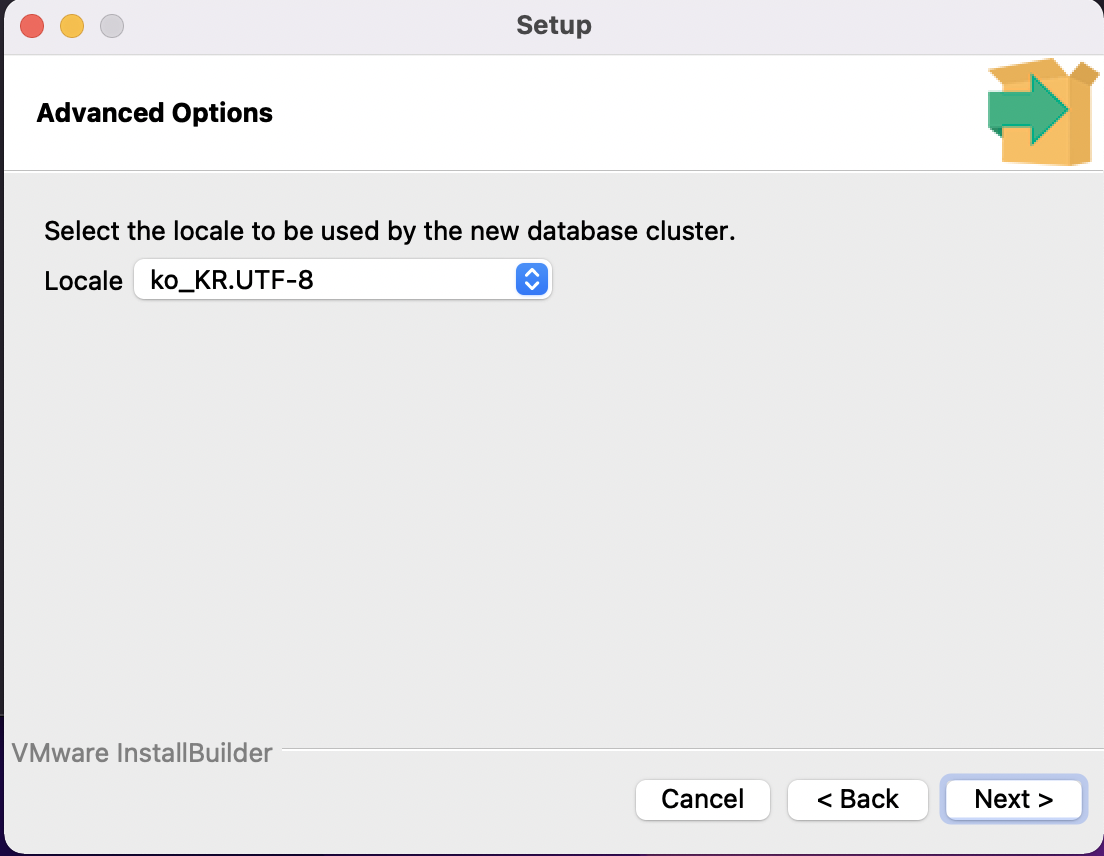 Setup
Advanced Options
Select the locale to be used by the new database cluster.
Locale ko_KR.UTF-8
VMware InstallBuilder
Cancel < Back Next >